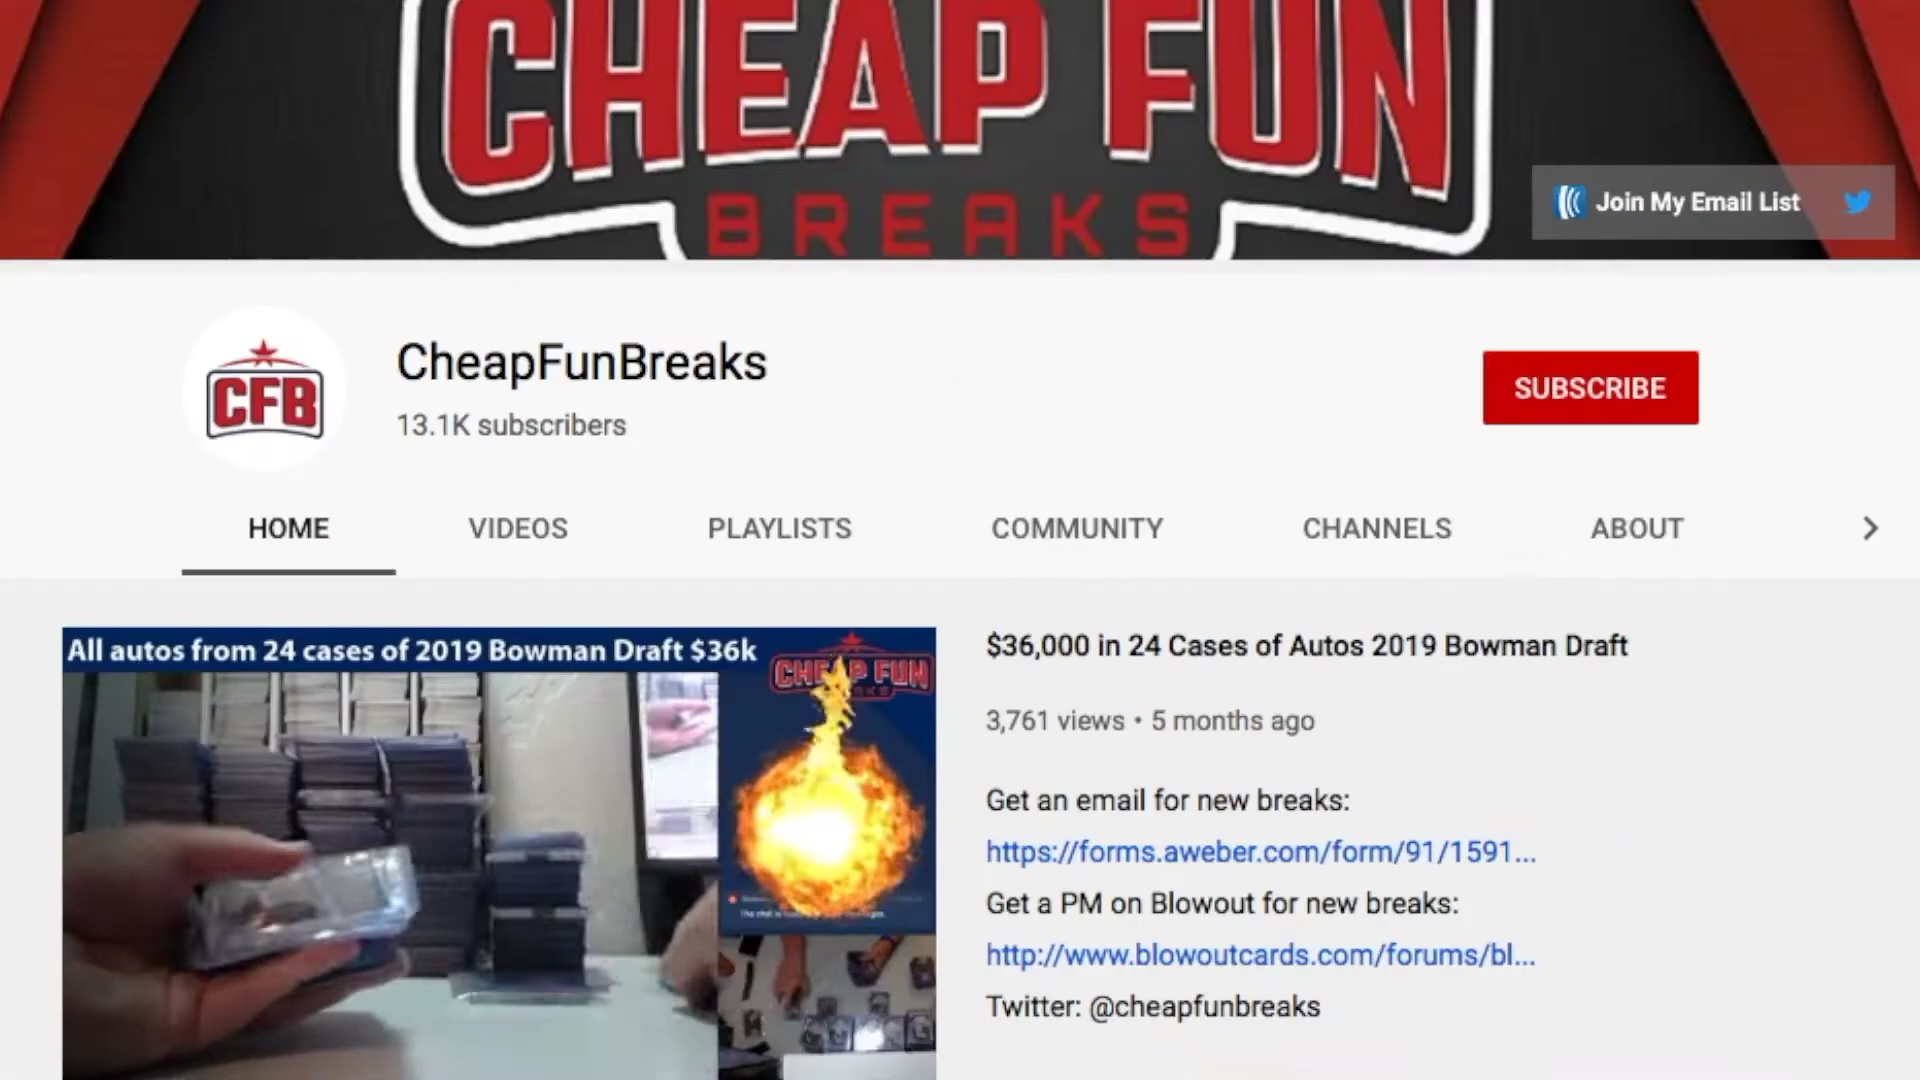 CHEAP FUN
BREAKS
Join My Email List
CFB
CheapFunBreaks
13.1K subscribers
SUBSCRIBE
HOME VIDEOS PLAYLISTS COMMUNITY CHANNELS ABOUT
All autos from 24 cases of 2019 Bowman Draft $36k
CHEAP FUN
$36,000 in 24 Cases of Autos 2019 Bowman Draft
3,761 views • 5 months ago
Get an email for new breaks:
https://forms.aweber.com/form/91/1591...
Get a PM on Blowout for new breaks:
http://www.blowoutcards.com/forums/bl...
Twitter: @cheapfunbreaks